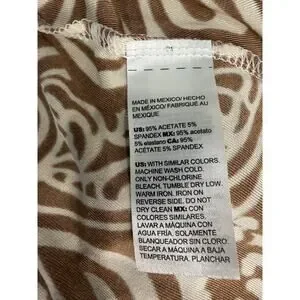 MADE IN MEXICO/ HECHO
EN MÉXICO/ FABRIQUÉ AU
MEXIQUE
US: 95% ACETATE 5%
SPANDEX MX: 95% acetato
5% elastano CA: 95%
ACÉTATE 5% SPANDEX
US: WITH SIMILAR COLORS.
MACHINE WASH COLD.
ONLY NON-CHLORINE
BLEACH. TUMBLE DRY LOW.
WARM IRON. IRON ON
REVERSE SIDE. DO NOT
DRY CLEAN MX: CON
COLORES SIMILARES.
LAVAR A MÁQUINA CON
AGUA FRÍA. SOLAMENTE
BLANQUEADOR SIN CLORO.
SECAR A MÁQUINA A BAJA
TEMPERATURA. PLANCHAR